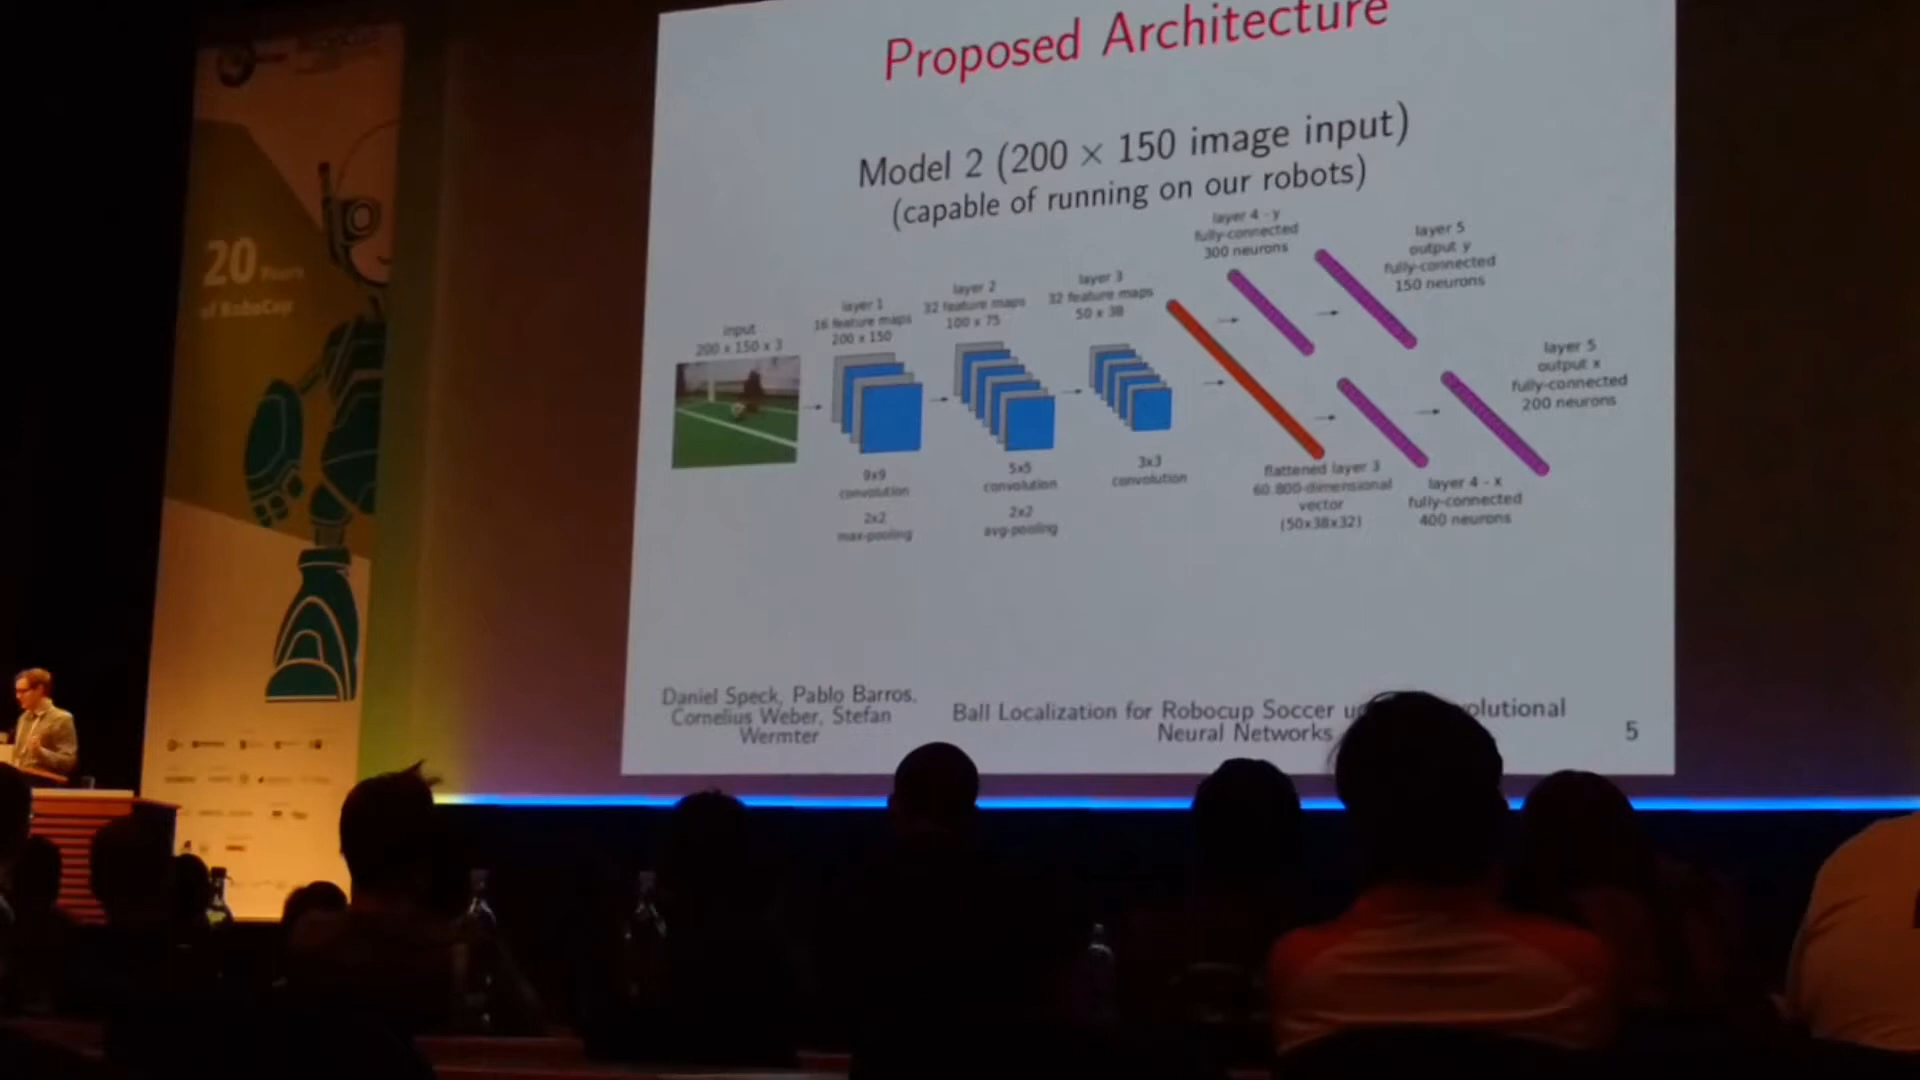 Proposed Architecture
Model 2 (200 × 150 image input)
(capable of running on our robots)
input
200 x 150 x 3
layer 1
16 feature maps
200 x 150
9x9
convolution
2x2
max-pooling
layer 2
32 feature maps
100 x 75
5x5
convolution
2x2
avg-pooling
layer 3
32 feature maps
50 x 38
3x3
convolution
flattened layer 3
60.800-dimensional
vector
(50x38x32)
layer 4 - y
fully-connected
300 neurons
layer 5
output y
fully-connected
150 neurons
layer 4 - x
fully-connected
400 neurons
layer 5
output x
fully-connected
200 neurons
Daniel Speck, Pablo Barros,
Cornelius Weber, Stefan
Wermter
Ball Localization for Robocup Soccer olutional
Neural Networks
5
20 Years
of RoboCup